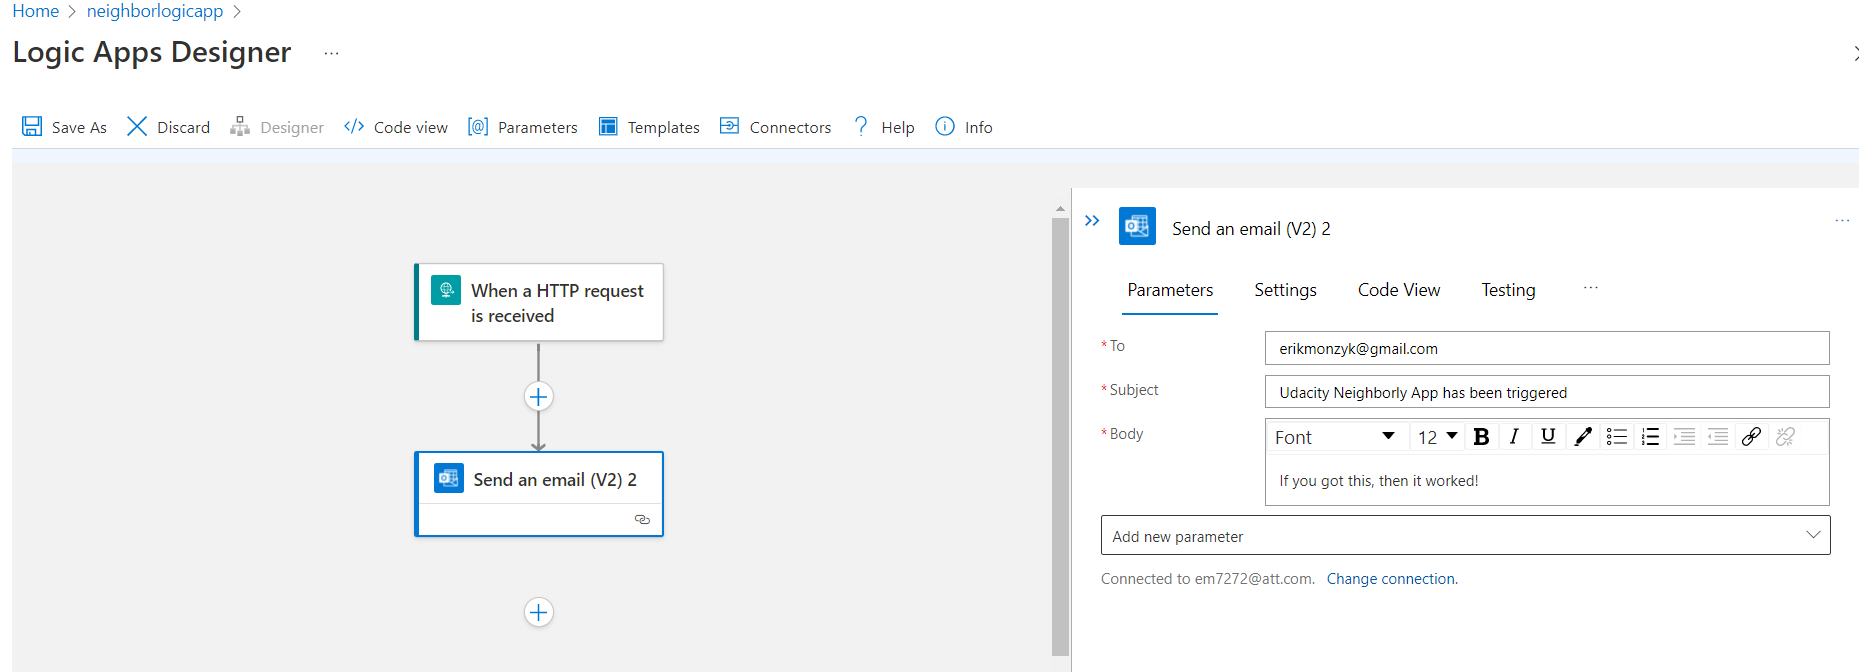 Home > neighborlogicapp >
Logic Apps Designer ...
Save As Discard Designer Code view [@] Parameters Templates Connectors ? Help Info
Send an email (V2) 2 ...
Parameters Settings Code View Testing ...
When a HTTP request
is received
* To erikmonzyk@gmail.com
* Subject Udacity Neighborly App has been triggered
* Body Font 12 B I U
If you got this, then it worked!
Send an email (V2) 2
Add new parameter
Connected to em7272@att.com. Change connection.